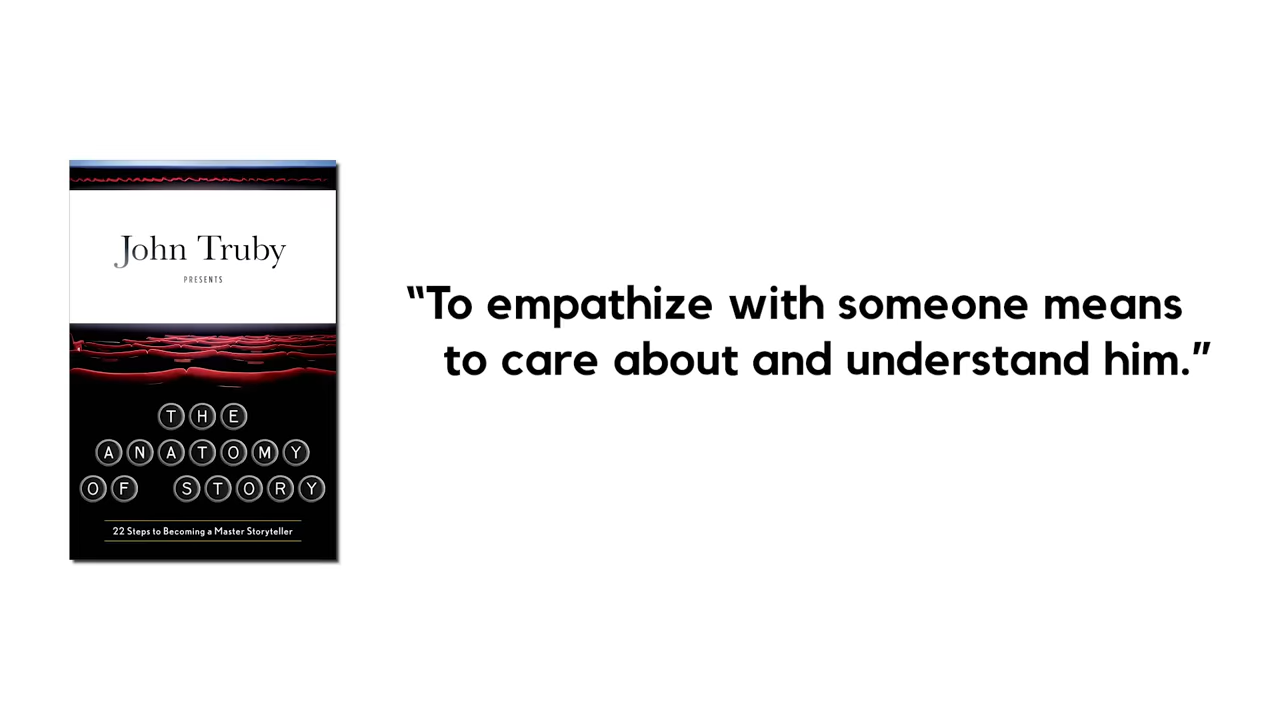 John Truby
PRESENTS
THE
ANATOMY
OF STORY
22 Steps to Becoming a Master Storyteller
“To empathize with someone means
to care about and understand him.”